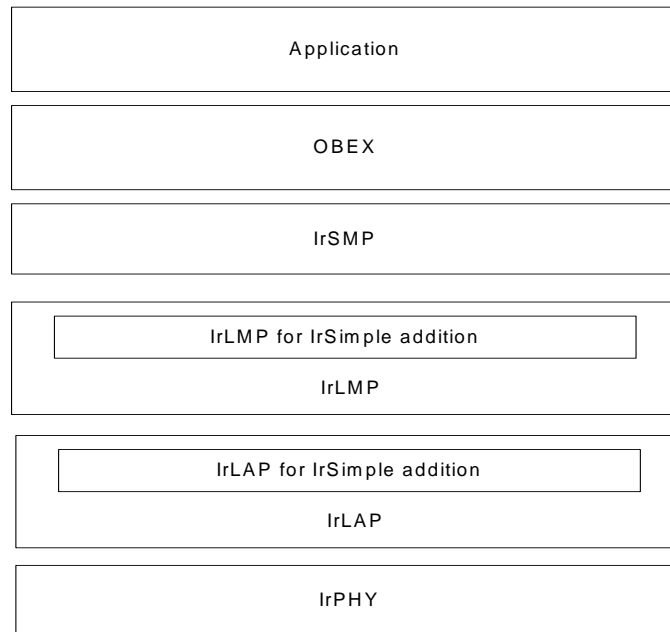 Application
OBEX
IrSMP
IrLMP for IrSimple addition
IrLMP
IrLAP for IrSimple addition
IrLAP
IrPHY